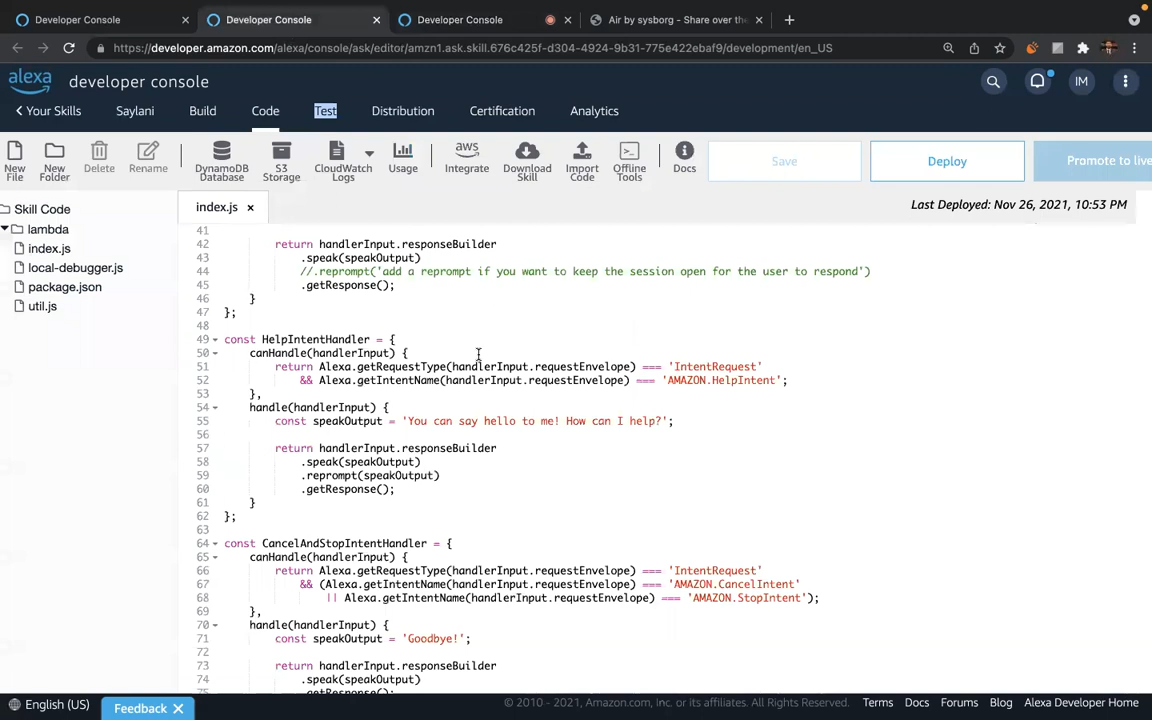 Developer Console
Developer Console
Developer Console
Air by sysborg - Share over the
https://developer.amazon.com/alexa/console/ask/editor/amzn1.ask.skill.676c425f-d304-4924-9b31-775e422ebaf9/development/en_US
alexa developer console
IM
Your Skills Saylani Build Code Test Distribution Certification Analytics
New File
New Folder
Delete
Rename
DynamoDB Database
S3 Storage
CloudWatch Logs
Usage
aws Integrate
Download Skill
Import Code
Offline Tools
Docs
Save
Deploy
Promote to live
Skill Code
lambda
index.js
local-debugger.js
package.json
util.js
index.js
Last Deployed: Nov 26, 2021, 10:53 PM
41
42 return handlerInput.responseBuilder
43 .speak(speakOutput)
44 //.reprompt('add a reprompt if you want to keep the session open for the user to respond')
45 .getResponse();
46 }
47 };
48
49 const HelpIntentHandler = {
50 canHandle(handlerInput) {
51 return Alexa.getRequestType(handlerInput.requestEnvelope) === 'IntentRequest'
52 && Alexa.getIntentName(handlerInput.requestEnvelope) === 'AMAZON.HelpIntent';
53 },
54 handle(handlerInput) {
55 const speakOutput = 'You can say hello to me! How can I help?';
56
57 return handlerInput.responseBuilder
58 .speak(speakOutput)
59 .reprompt(speakOutput)
60 .getResponse();
61 }
62 };
63
64 const CancelAndStopIntentHandler = {
65 canHandle(handlerInput) {
66 return Alexa.getRequestType(handlerInput.requestEnvelope) === 'IntentRequest'
67 && (Alexa.getIntentName(handlerInput.requestEnvelope) === 'AMAZON.CancelIntent'
68 || Alexa.getIntentName(handlerInput.requestEnvelope) === 'AMAZON.StopIntent');
69 },
70 handle(handlerInput) {
71 const speakOutput = 'Goodbye!';
72
73 return handlerInput.responseBuilder
74 .speak(speakOutput)
75 .getResponse();
English (US)
Feedback
© 2010 - 2021, Amazon.com, Inc. or its affiliates. All Rights Reserved.
Terms Docs Forums Blog Alexa Developer Home